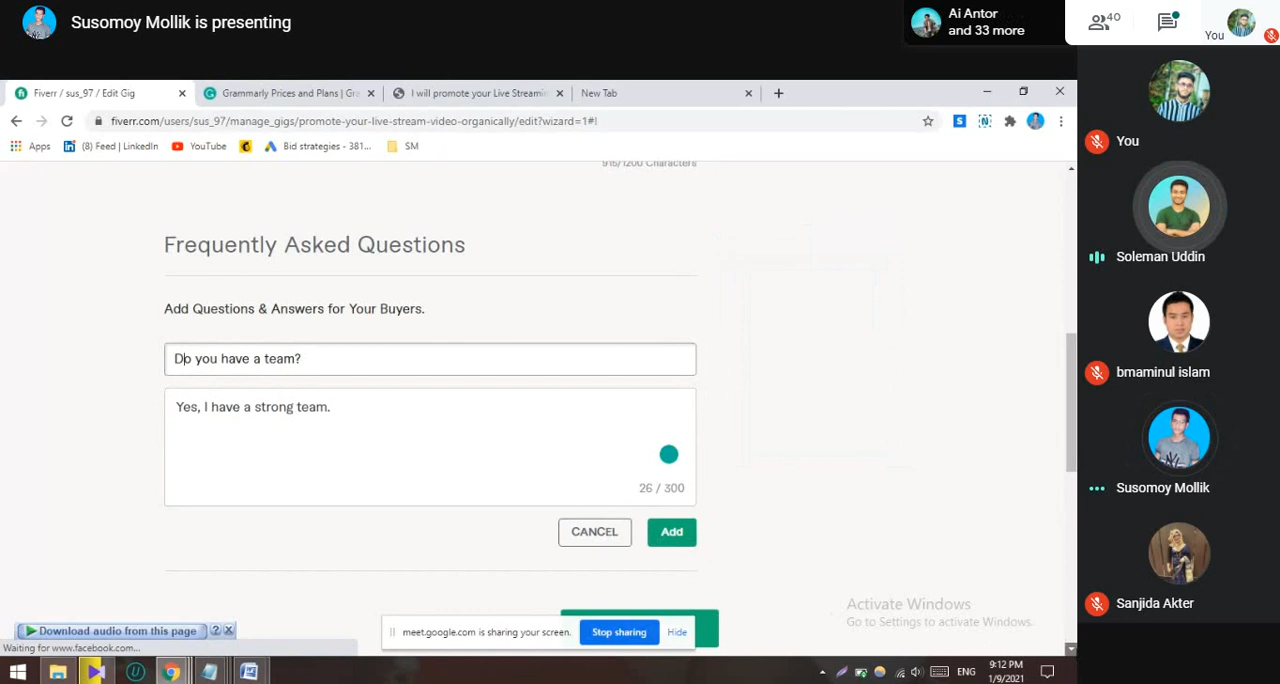 Susomoy Mollik is presenting
Ai Antor
and 33 more
40
You
Fiverr / sus_97 / Edit Gig
Grammarly Prices and Plans | Gra
I will promote your Live Streamin
New Tab
fiverr.com/users/sus_97/manage_gigs/promote-your-live-stream-video-organically/edit?wizard=1#!
Apps
(8) Feed | LinkedIn
YouTube
Bid strategies - 381...
SM
915/1200 Characters
Frequently Asked Questions
Add Questions & Answers for Your Buyers.
Do you have a team?
Yes, I have a strong team.
26 / 300
CANCEL
Add
You
Soleman Uddin
bmaminul islam
Susomoy Mollik
Sanjida Akter
Activate Windows
Go to Settings to activate Windows.
Download audio from this page
?
meet.google.com is sharing your screen.
Stop sharing
Hide
Waiting for www.facebook.com...
ENG
9:12 PM
1/9/2021